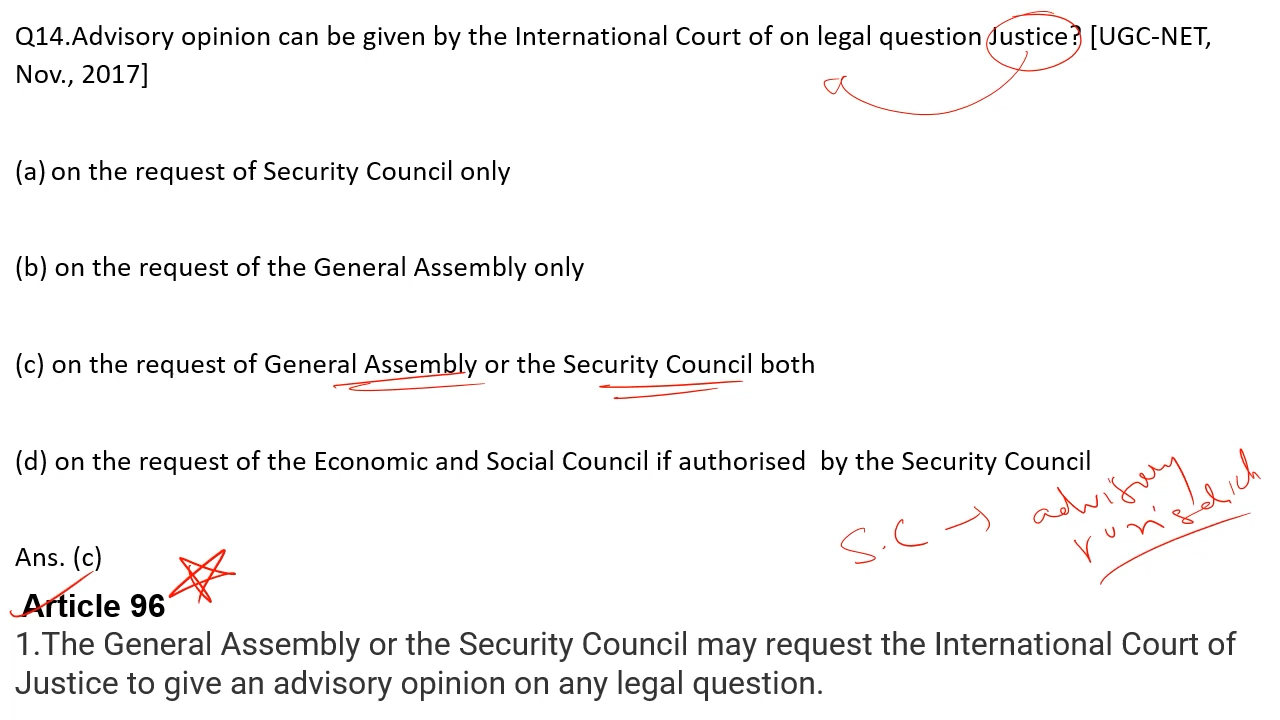 Q14.Advisory opinion can be given by the International Court of on legal question Justice? [UGC-NET,
Nov., 2017]
(a) on the request of Security Council only
(b) on the request of the General Assembly only
(c) on the request of General Assembly or the Security Council both
(d) on the request of the Economic and Social Council if authorised  by the Security Council
S.C → advisory
Ans. (c)
Article 96
1.The General Assembly or the Security Council may request the International Court of
Justice to give an advisory opinion on any legal question.